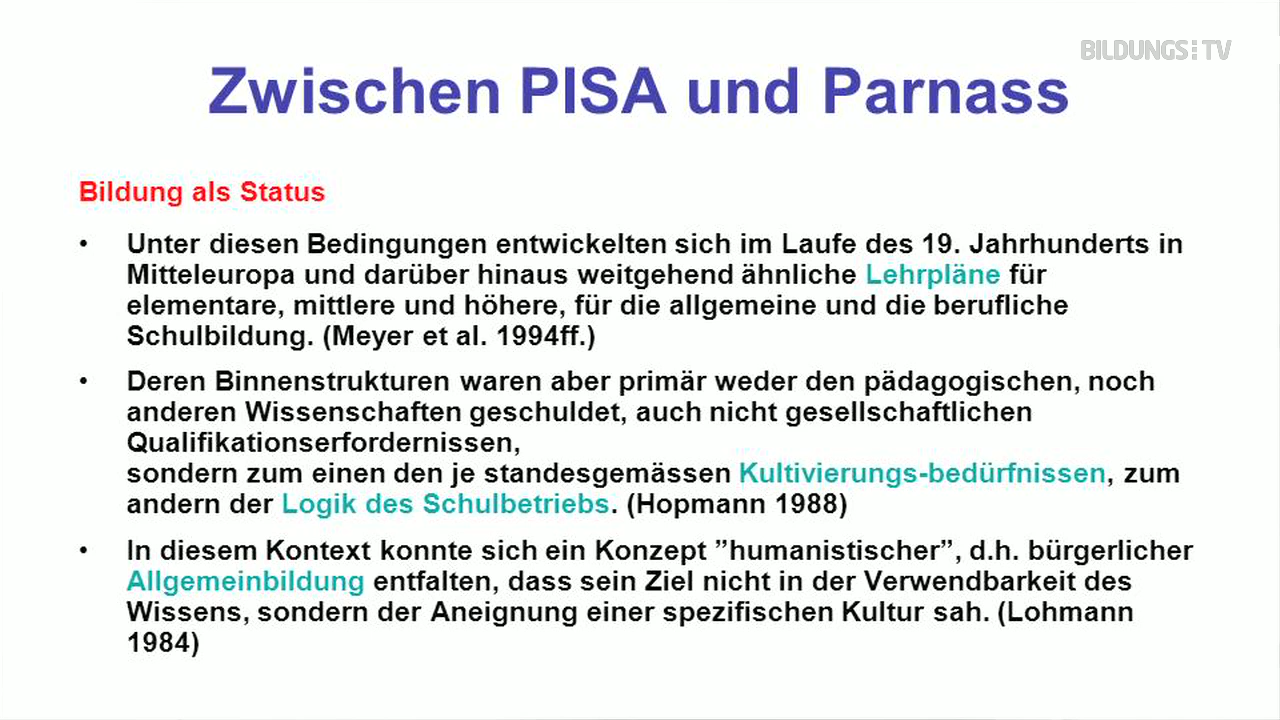 BILDUNGS:TV
Zwischen PISA und Parnass
Bildung als Status
• Unter diesen Bedingungen entwickelten sich im Laufe des 19. Jahrhunderts in
Mitteleuropa und darüber hinaus weitgehend ähnliche Lehrpläne für
elementare, mittlere und höhere, für die allgemeine und die berufliche
Schulbildung. (Meyer et al. 1994ff.)
• Deren Binnenstrukturen waren aber primär weder den pädagogischen, noch
anderen Wissenschaften geschuldet, auch nicht gesellschaftlichen
Qualifikationserfordernissen,
sondern zum einen den je standesgemässen Kultivierungs-bedürfnissen, zum
andern der Logik des Schulbetriebs. (Hopmann 1988)
• In diesem Kontext konnte sich ein Konzept ”humanistischer”, d.h. bürgerlicher
Allgemeinbildung entfalten, dass sein Ziel nicht in der Verwendbarkeit des
Wissens, sondern der Aneignung einer spezifischen Kultur sah. (Lohmann
1984)